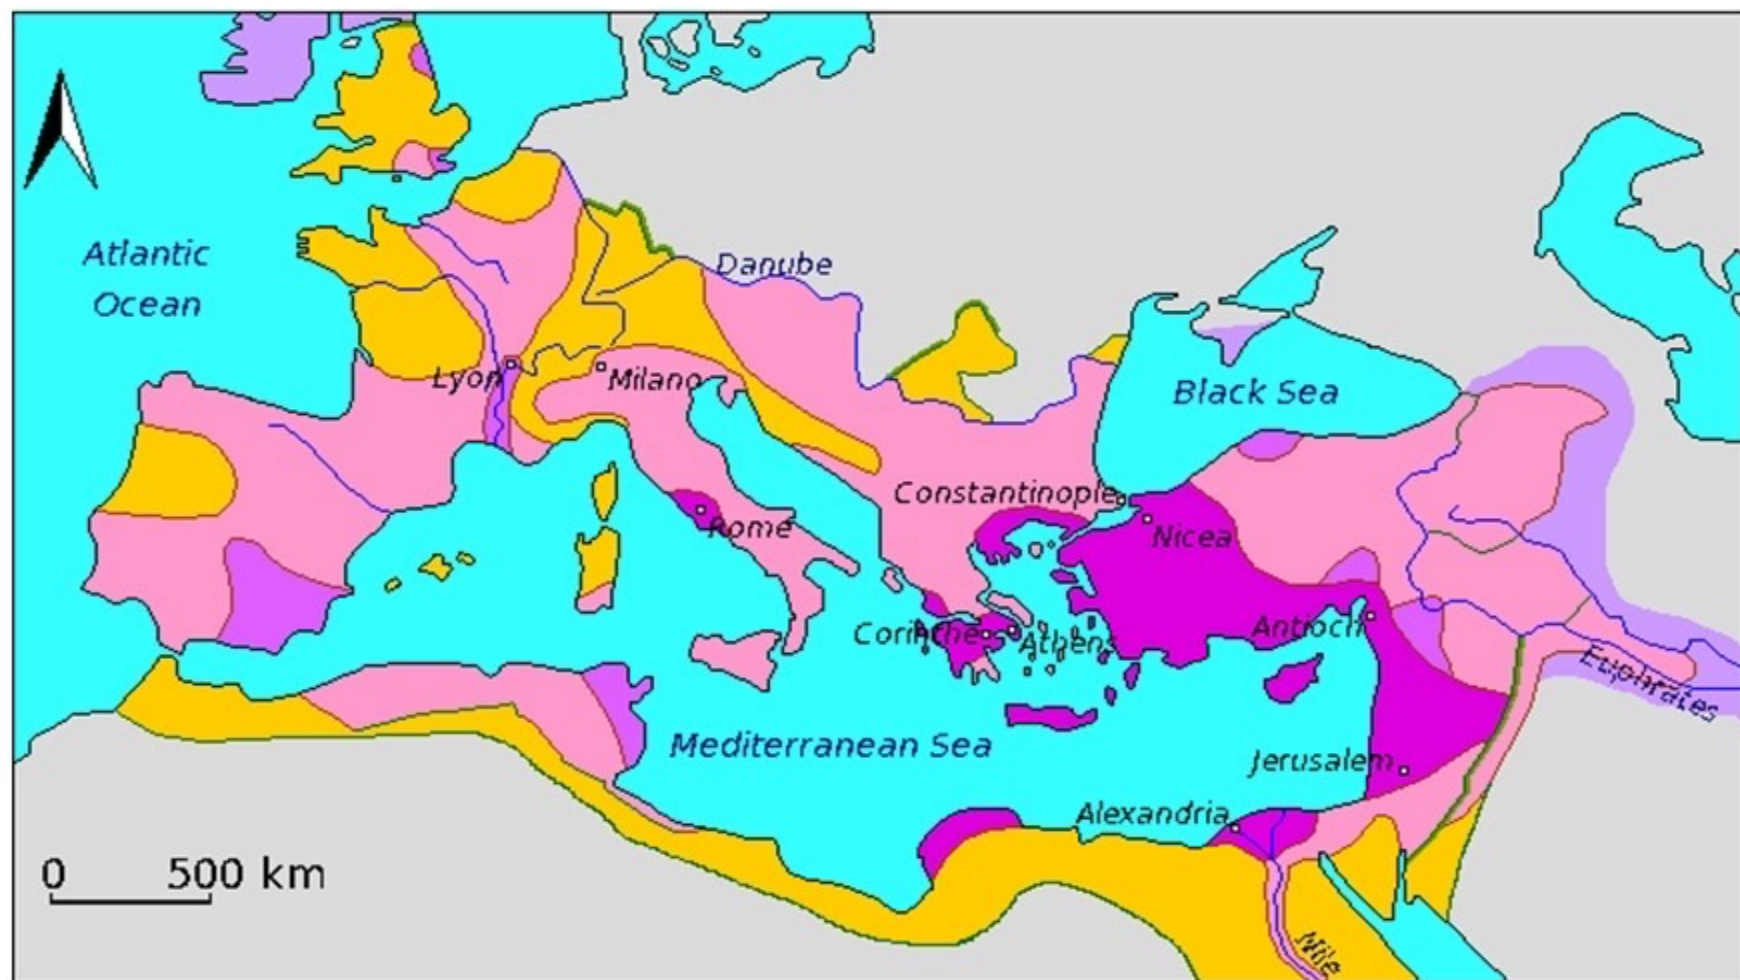 Atlantic
Ocean
Danube
Lyon
Milano
Black Sea
Constantinople
Rome
Nicea
Corinthe
Athens
Antioch
Euphrates
Mediterranean Sea
Jerusalem
Alexandria
0 500 km
Nile